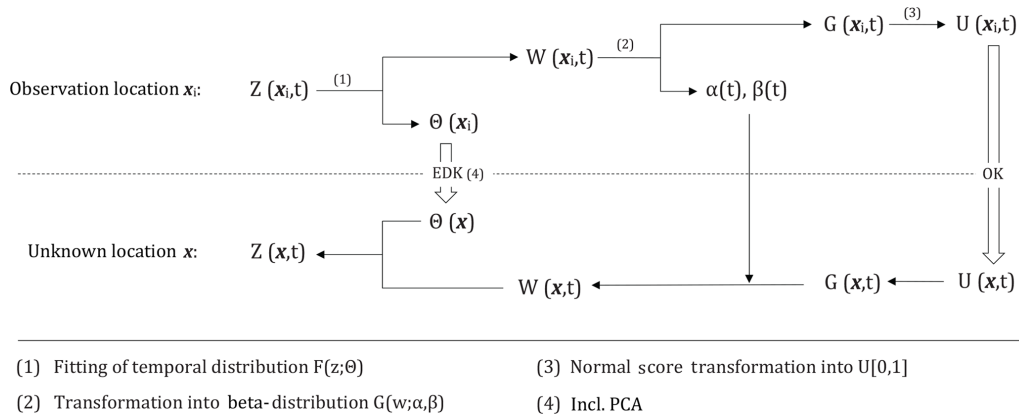 G (xᵢ,t) (3) U (xᵢ,t)
W (xᵢ,t) (2)
Observation location xᵢ: Z (xᵢ,t) (1) α(t), β(t)
Θ (xᵢ)
EDK (4) OK
Θ (x)
Unknown location x: Z (x,t)
W (x,t) G (x,t) U (x,t)
(1) Fitting of temporal distribution F(z;Θ) (3) Normal score transformation into U[0,1]
(2) Transformation into beta-distribution G(w;α,β) (4) Incl. PCA